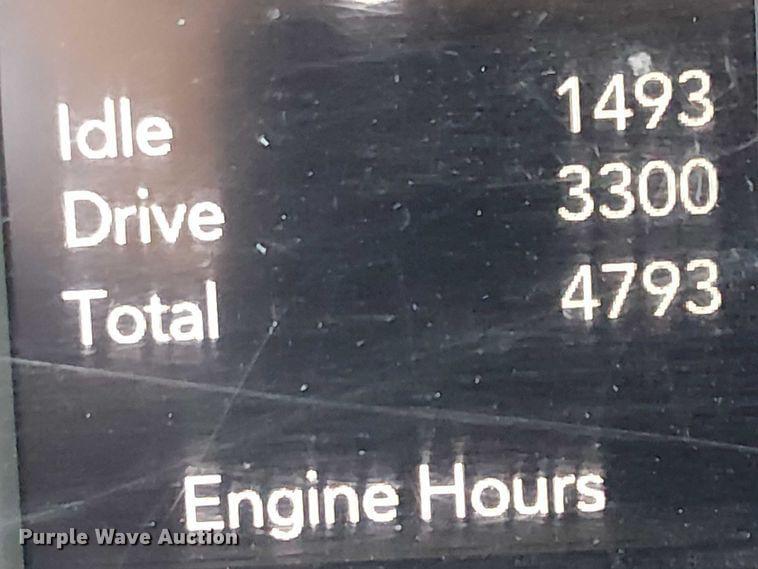 Idle 1493
Drive 3300
Total 4793
Engine Hours
Purple Wave Auction